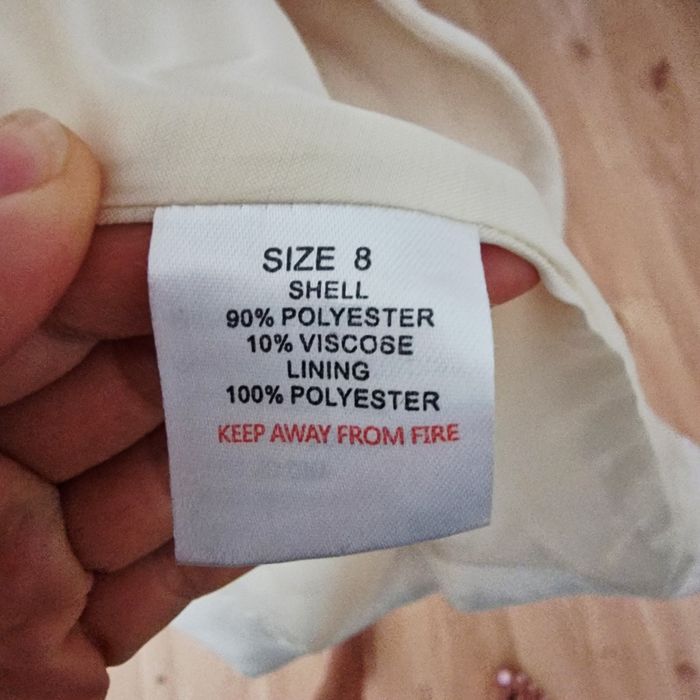 SIZE 8
SHELL
90% POLYESTER
10% VISCOSE
LINING
100% POLYESTER
KEEP AWAY FROM FIRE